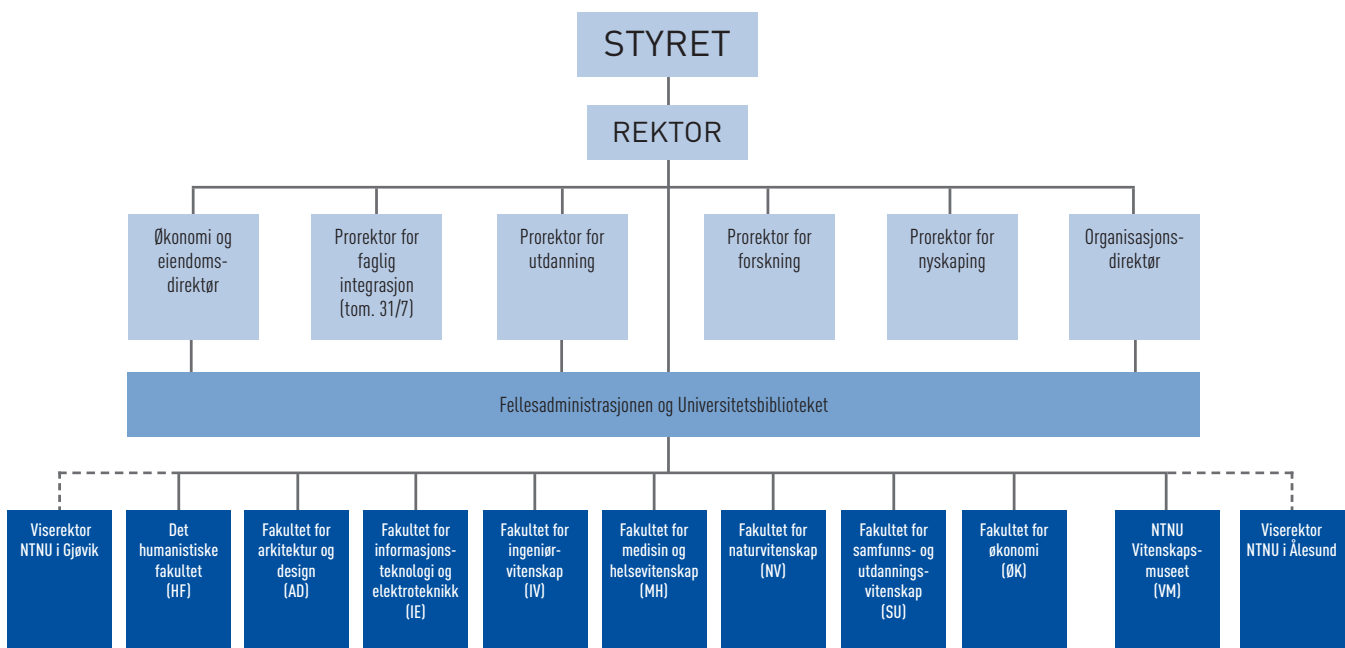 STYRET
REKTOR
Økonomi og
eiendoms-
direktør
Prorektor for
faglig
integrasjon
(tom. 31/7)
Prorektor for
utdanning
Prorektor for
forskning
Prorektor for
nyskaping
Organisasjons-
direktør
Fellesadministrasjonen og Universitetsbiblioteket
Viserektor
NTNU i Gjøvik
Det
humanistiske
fakultet
(HF)
Fakultet for
arkitektur og
design
(AD)
Fakultet for
informasjons-
teknologi og
elektroteknikk
(IE)
Fakultet for
ingeniør-
vitenskap
(IV)
Fakultet for
medisin og
helsevitenskap
(MH)
Fakultet for
naturvitenskap
(NV)
Fakultet for
samfunns- og
utdannings-
vitenskap
(SU)
Fakultet for
økonomi
(ØK)
NTNU
Vitenskaps-
museet
(VM)
Viserektor
NTNU i Ålesund